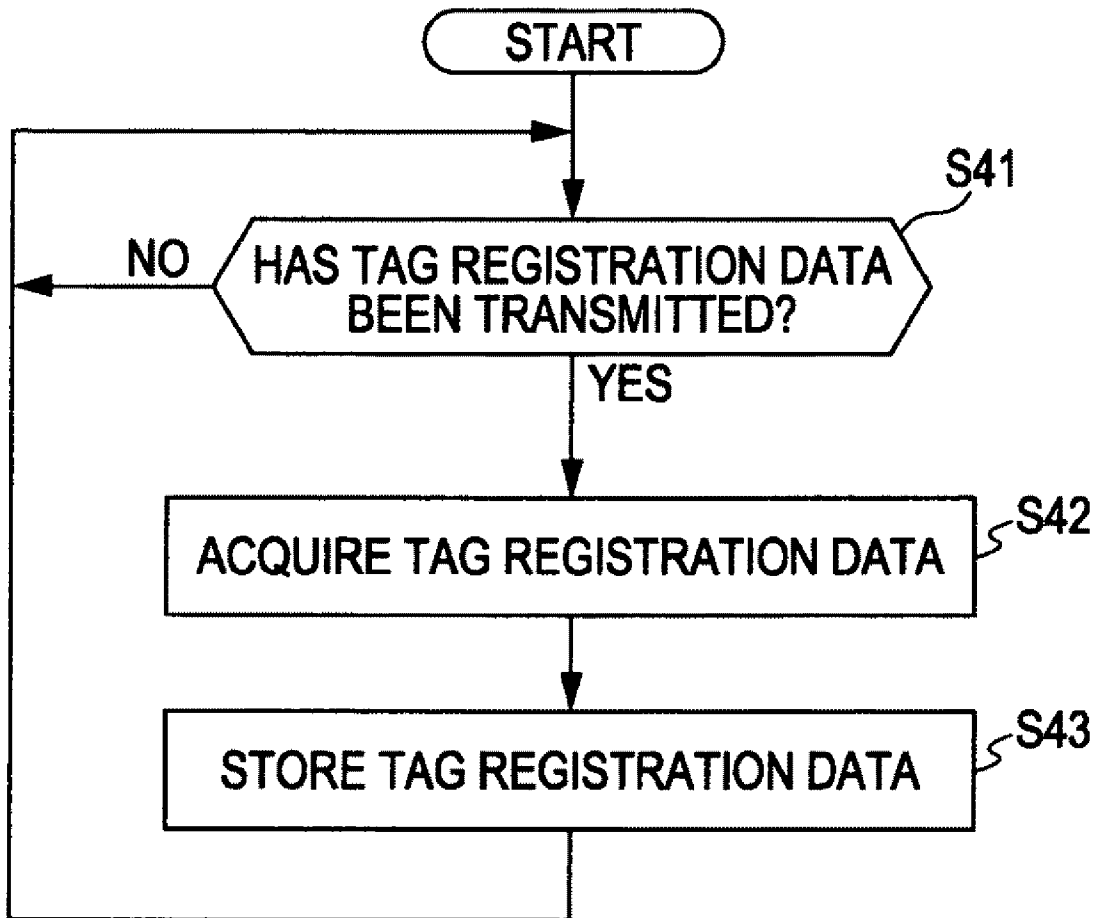 START
S41
HAS TAG REGISTRATION DATA
BEEN TRANSMITTED?
NO
YES
S42
ACQUIRE TAG REGISTRATION DATA
S43
STORE TAG REGISTRATION DATA